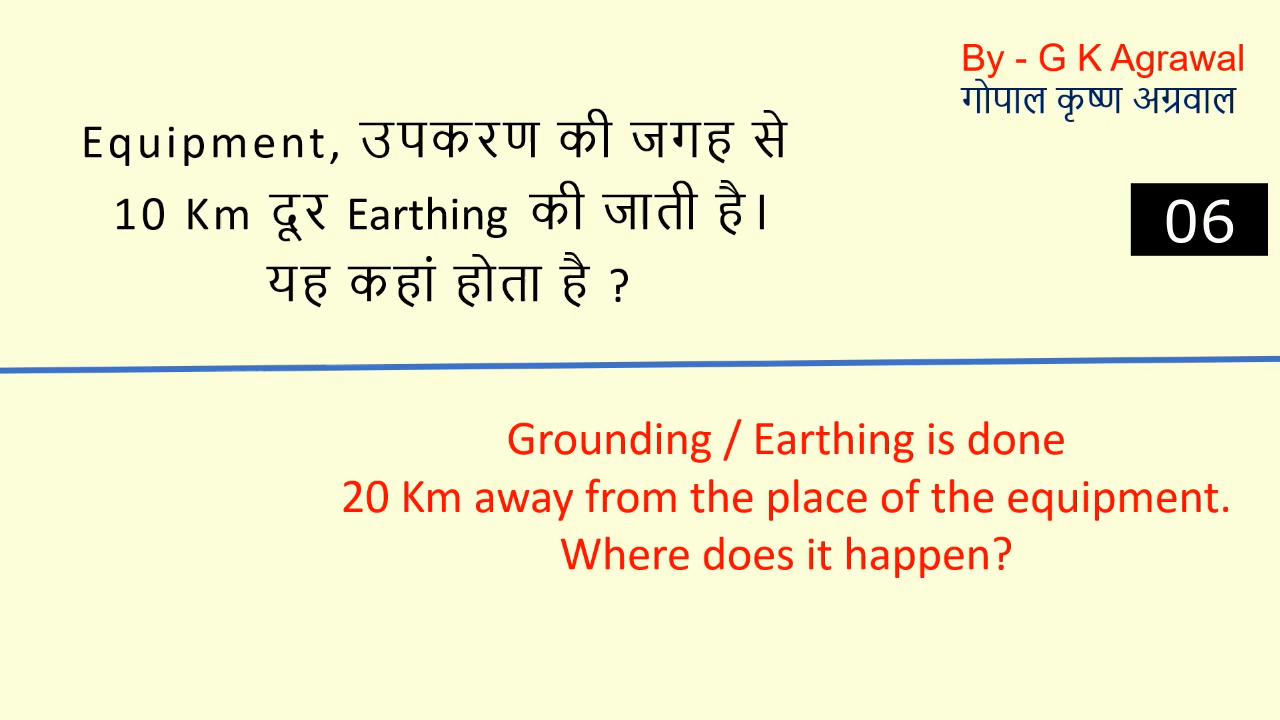 By - G K Agrawal
गोपाल कृष्ण अग्रवाल
Equipment, उपकरण की जगह से
10 Km दूर Earthing की जाती है।
यह कहां होता है ?
06
Grounding / Earthing is done
20 Km away from the place of the equipment.
Where does it happen?